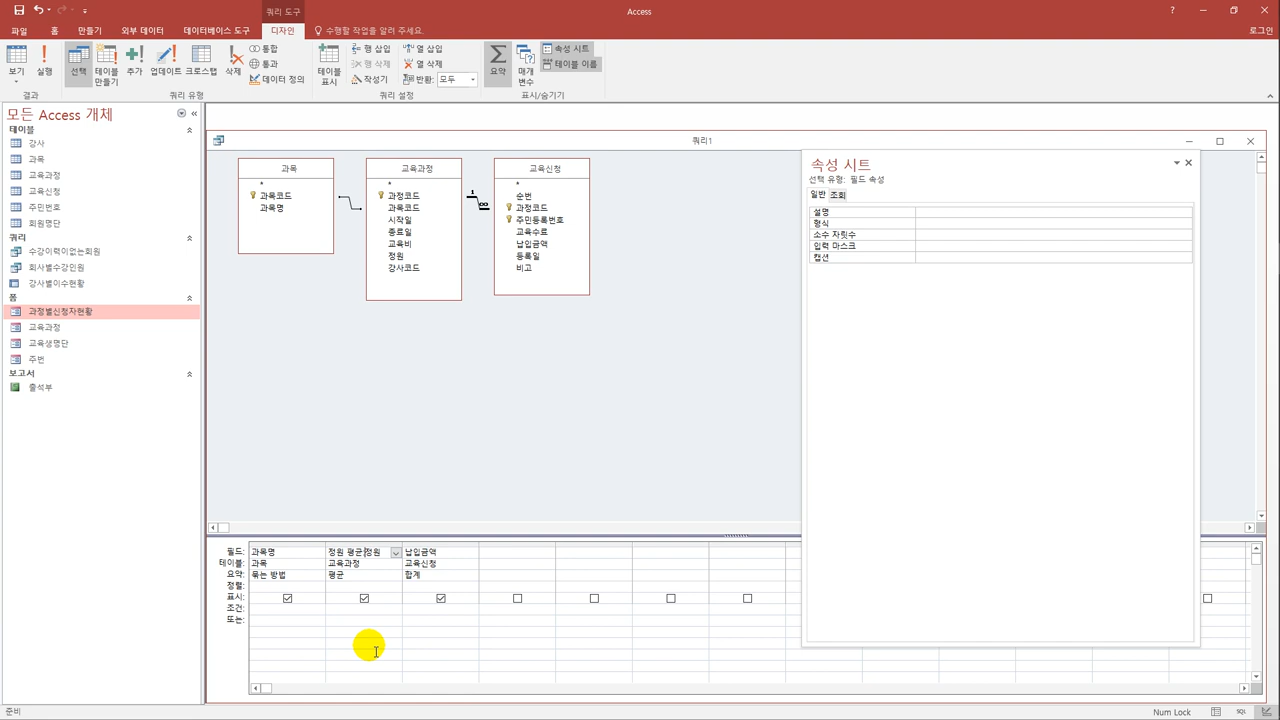 쿼리 도구
Access
?
로그인
파일
홈
만들기
외부 데이터
데이터베이스 도구
디자인
수행할 작업을 알려 주세요.
보기
실행
선택
테이블
만들기
추가
업데이트
크로스탭
삭제
통합
통과
데이터 정의
테이블
표시
행 삽입
행 삭제
작성기
열 삽입
열 삭제
반환: 모두
요약
매개
변수
속성 시트
테이블 이름
결과
쿼리 유형
쿼리 설정
표시/숨기기
모든 Access 개체
테이블
강사
과목
교육과정
교육신청
주민번호
회원명단
쿼리
수강이력이없는회원
회사별수강인원
강사별이수현황
폼
과정별신청자현황
교육과정
교육생명단
주번
보고서
출석부
쿼리1
과목
*
과목코드
과목명
교육과정
*
과정코드
과목코드
시작일
종료일
교육비
정원
강사코드
1
∞
교육신청
*
순번
과정코드
주민등록번호
교육수료
납입금액
등록일
비고
속성 시트
선택 유형: 필드 속성
일반 조회
설명
형식
소수 자릿수
입력 마스크
캡션
필드: 과목명 정원 평균정원 납입금액
테이블: 과목 교육과정 교육신청
요약: 묶는 방법 평균 합계
정렬:
표시:
조건:
또는:
준비
Num Lock
SQL